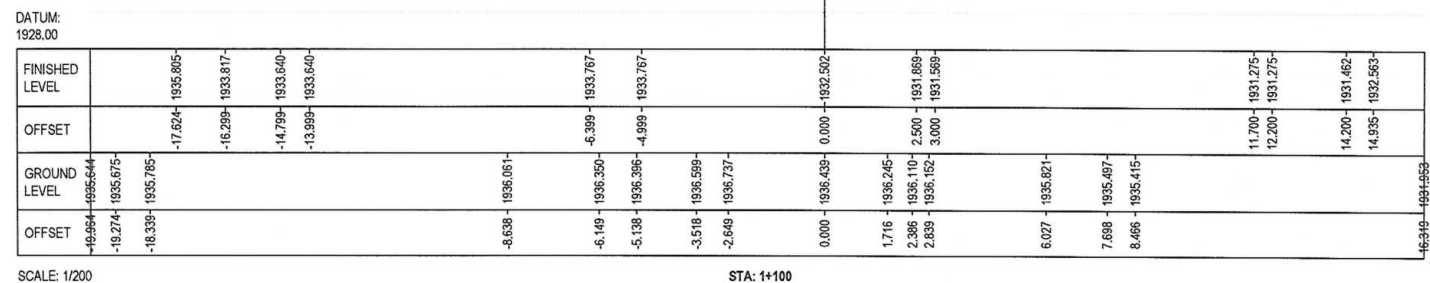 DATUM:
1928.00
FINISHED LEVEL 1935.805 1933.817 1933.640 1933.640 1933.767 1933.767 1932.502 1931.869 1931.569 1931.275 1931.275 1931.462 1932.563
OFFSET -17.624 -16.299 -14.799 -13.999 -6.399 -4.999 0.000 2.500 3.000 11.700 12.200 14.200 14.935
GROUND LEVEL 1935.644 1935.675 1935.785 1936.061 1936.350 1936.396 1936.599 1936.737 1936.439 1936.245 1936.110 1936.152 1935.821 1935.497 1935.415 1931.953
OFFSET -19.964 -19.274 -18.339 -8.638 -6.149 -5.138 -3.518 -2.649 0.000 1.716 2.386 2.839 6.027 7.698 8.466 16.319
SCALE: 1/200
STA: 1+100